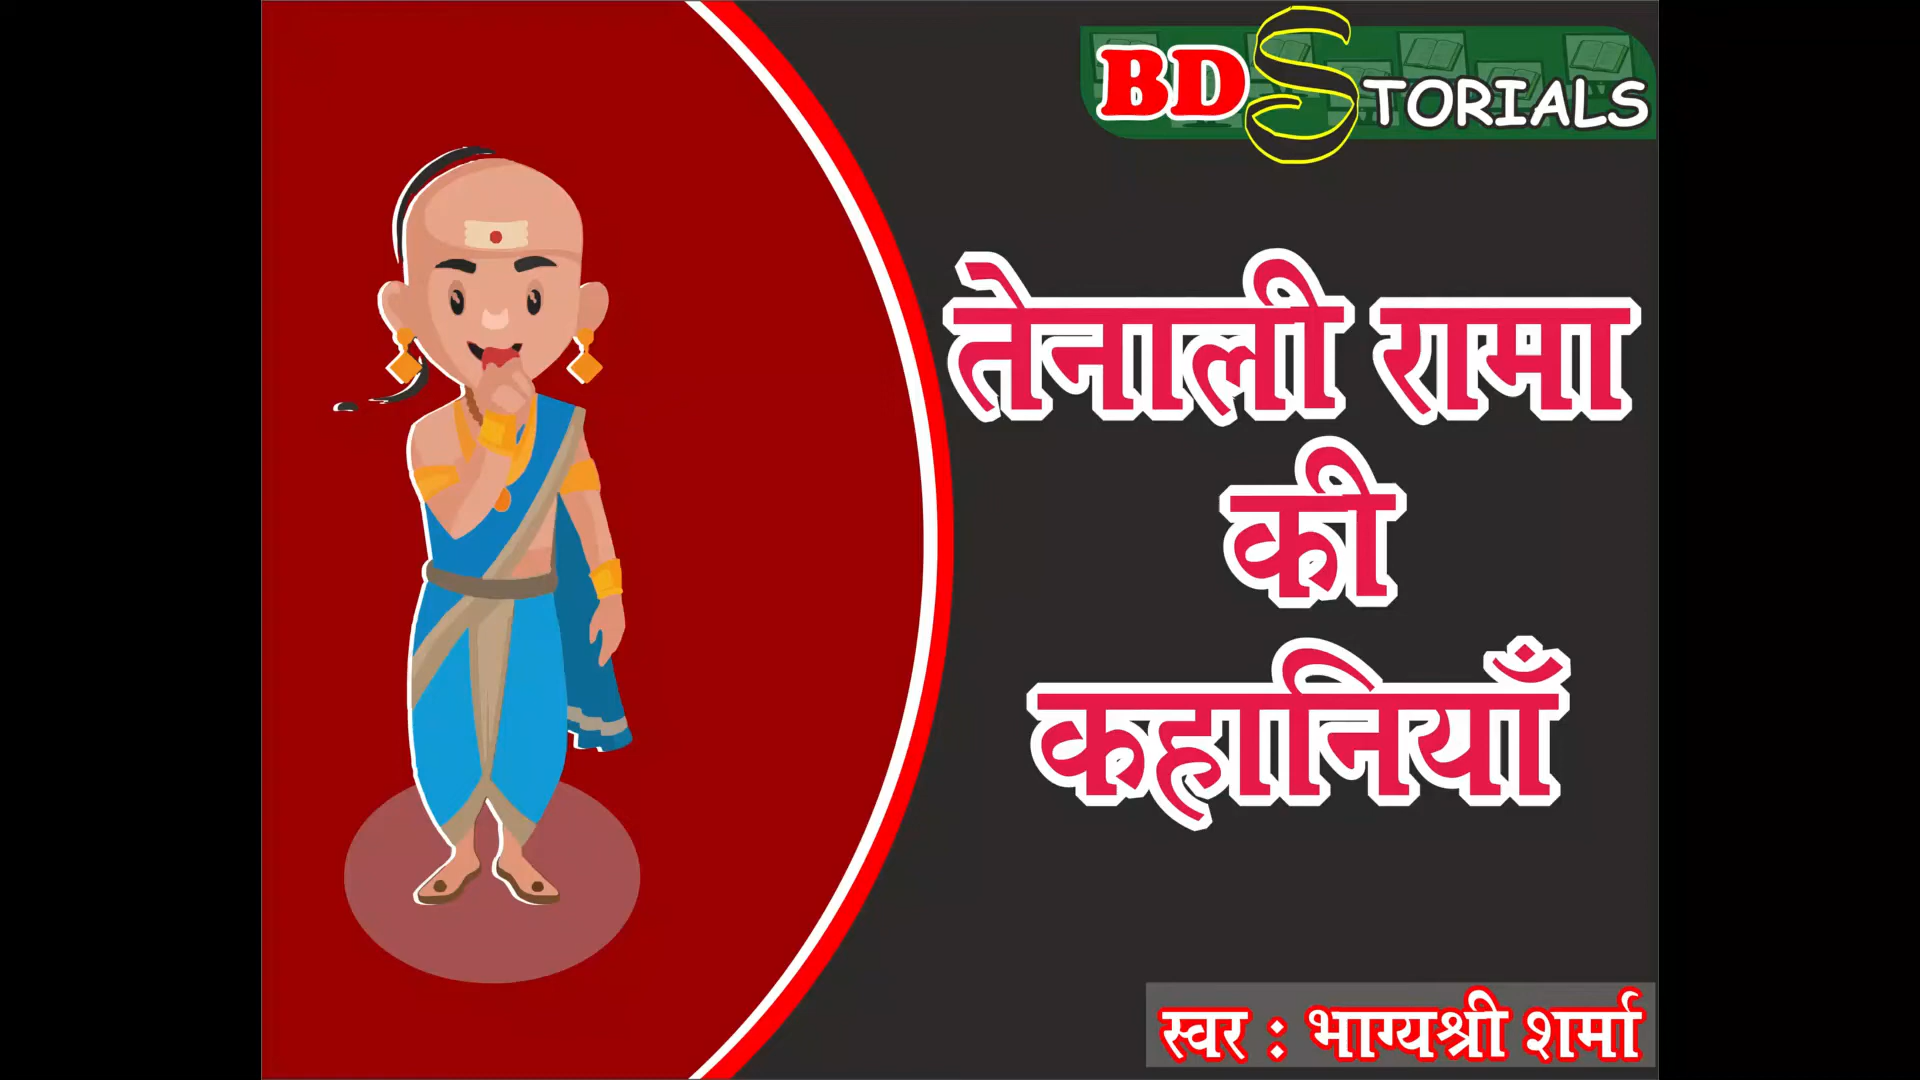 BDSTORIALS
तेनाली रामा
की
कहानियाँ
स्वर : भाग्यश्री शर्मा